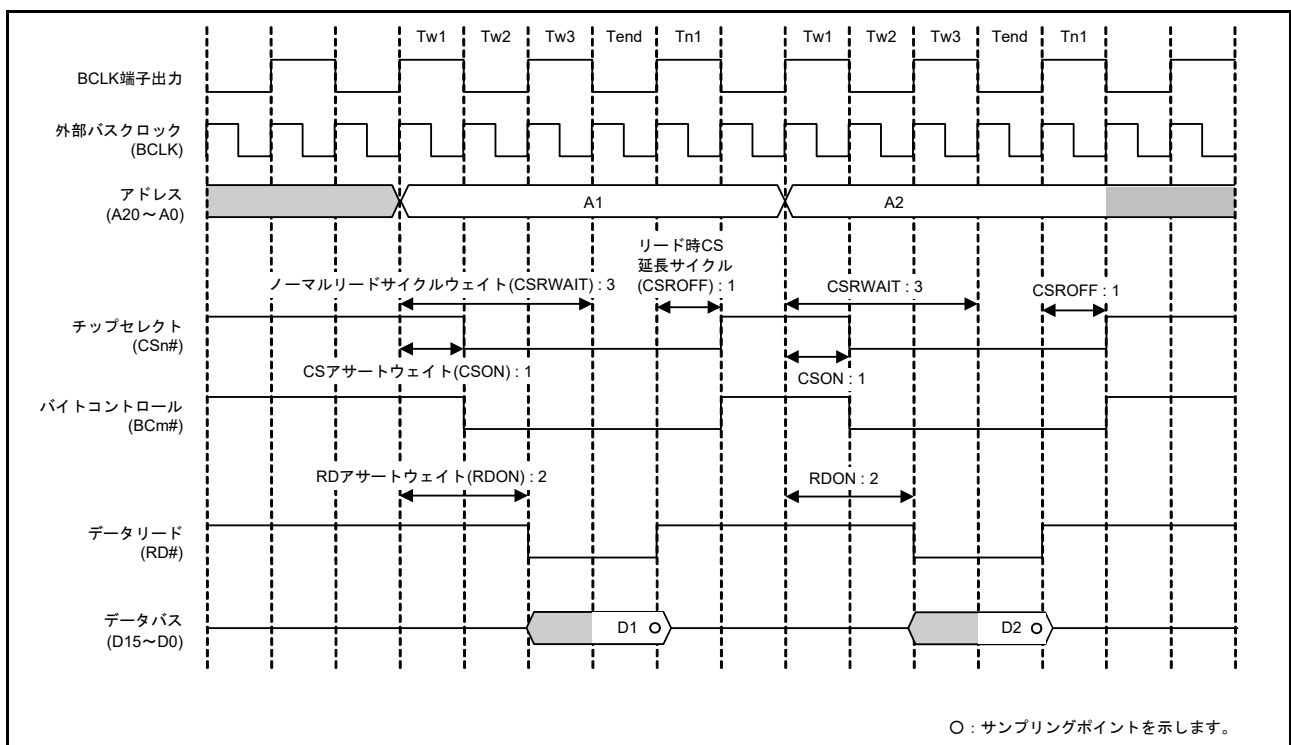 Tw1 Tw2 Tw3 Tend Tn1 Tw1 Tw2 Tw3 Tend Tn1
BCLK端子出力
外部バスクロック
(BCLK)
アドレス
(A20～A0)
A1 A2
リード時CS
延長サイクル
(CSROFF) : 1
ノーマルリードサイクルウェイト(CSRWAIT) : 3
CSRWAIT : 3
CSROFF : 1
チップセレクト
(CSn#)
CSアサートウェイト(CSON) : 1
CSON : 1
バイトコントロール
(BCm#)
RDアサートウェイト(RDON) : 2
RDON : 2
データリード
(RD#)
データバス
(D15～D0)
D1 D2
○ : サンプリングポイントを示します。